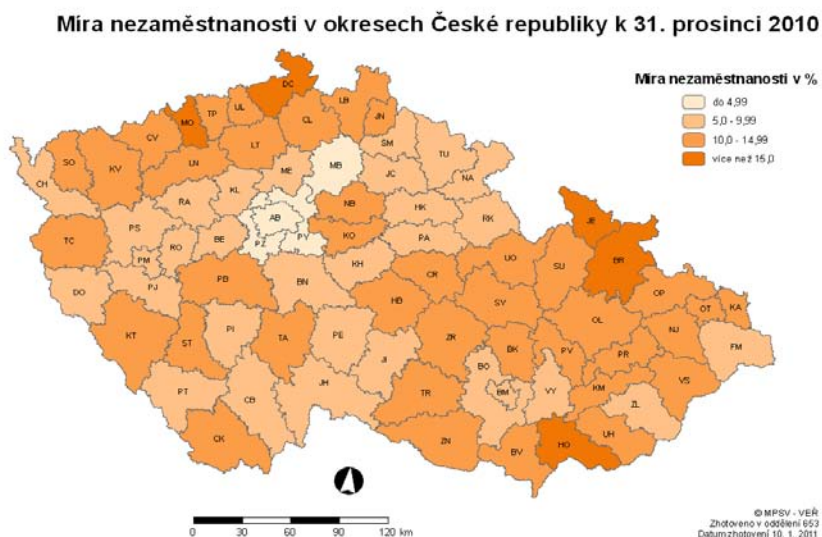 Míra nezaměstnanosti v okresech České republiky k 31. prosinci 2010
Míra nezaměstnanosti v %
do 4,99
5,0 - 9,99
10,0 - 14,99
více než 15,0
DC
LB
MO
TP
UL
CL
JN
CV
LT
SM
SO
KV
LN
MB
TU
CH
ME
JC
NA
RA
KL
NB
HK
RK
JE
TC
PS
AB
KO
PA
RO
BE
PZ
PY
BR
PM
KH
UO
SU
DO
PJ
PB
BN
CR
OP
HB
SV
OT
KA
KT
ST
PI
TA
PE
ZR
OL
NJ
BK
PV
PR
FM
JI
BO
PT
CB
JH
TR
BM
VY
KM
VS
ZL
CK
ZN
HO
UH
BV
0 30 60 90 120 km
© MPSV - VEŘ
Zhotoveno v oddělení 653
Datum zhotovení 10. 1. 2011